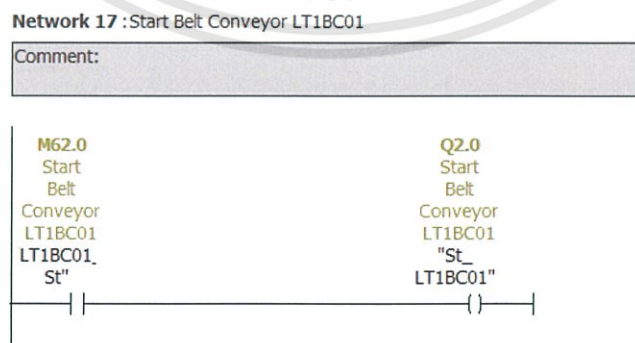 Network 17 : Start Belt Conveyor LT1BC01
Comment:
M62.0
Start
Belt
Conveyor
LT1BC01
LT1BC01_
St"
Q2.0
Start
Belt
Conveyor
LT1BC01
"St_
LT1BC01"